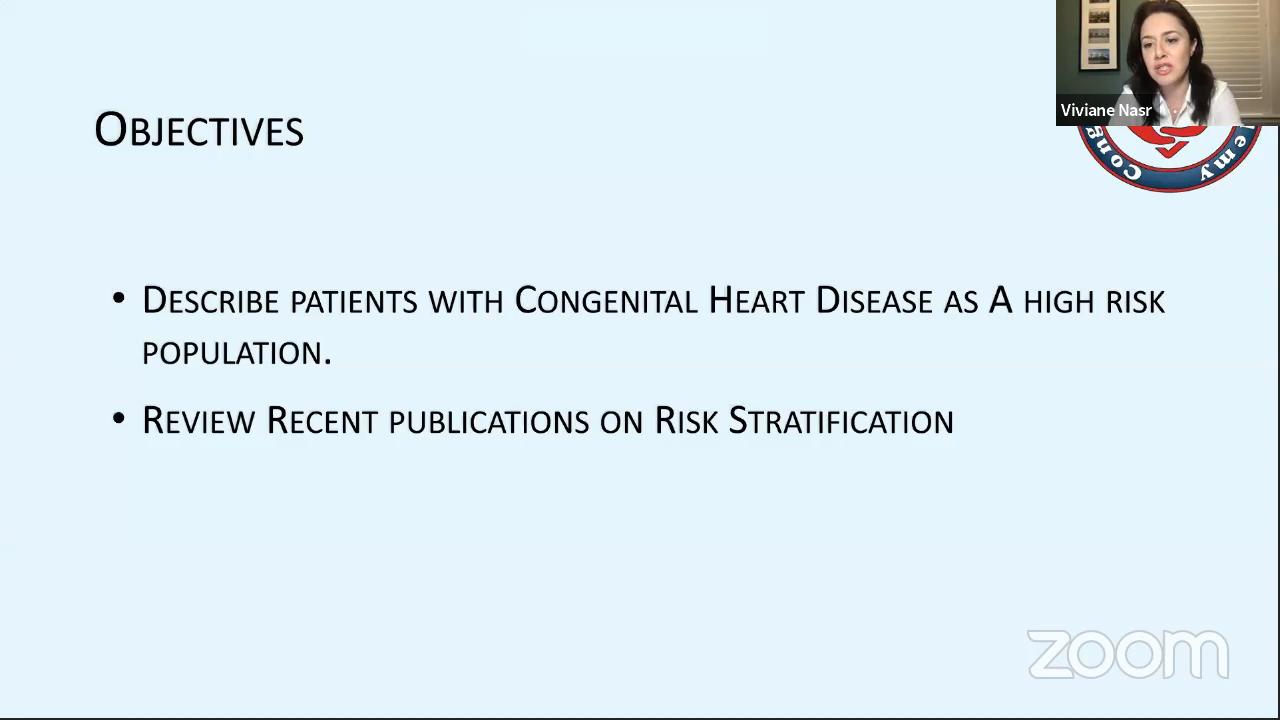 Viviane Nasr
OBJECTIVES
• DESCRIBE PATIENTS WITH CONGENITAL HEART DISEASE AS A HIGH RISK
POPULATION.
• REVIEW RECENT PUBLICATIONS ON RISK STRATIFICATION
zoom